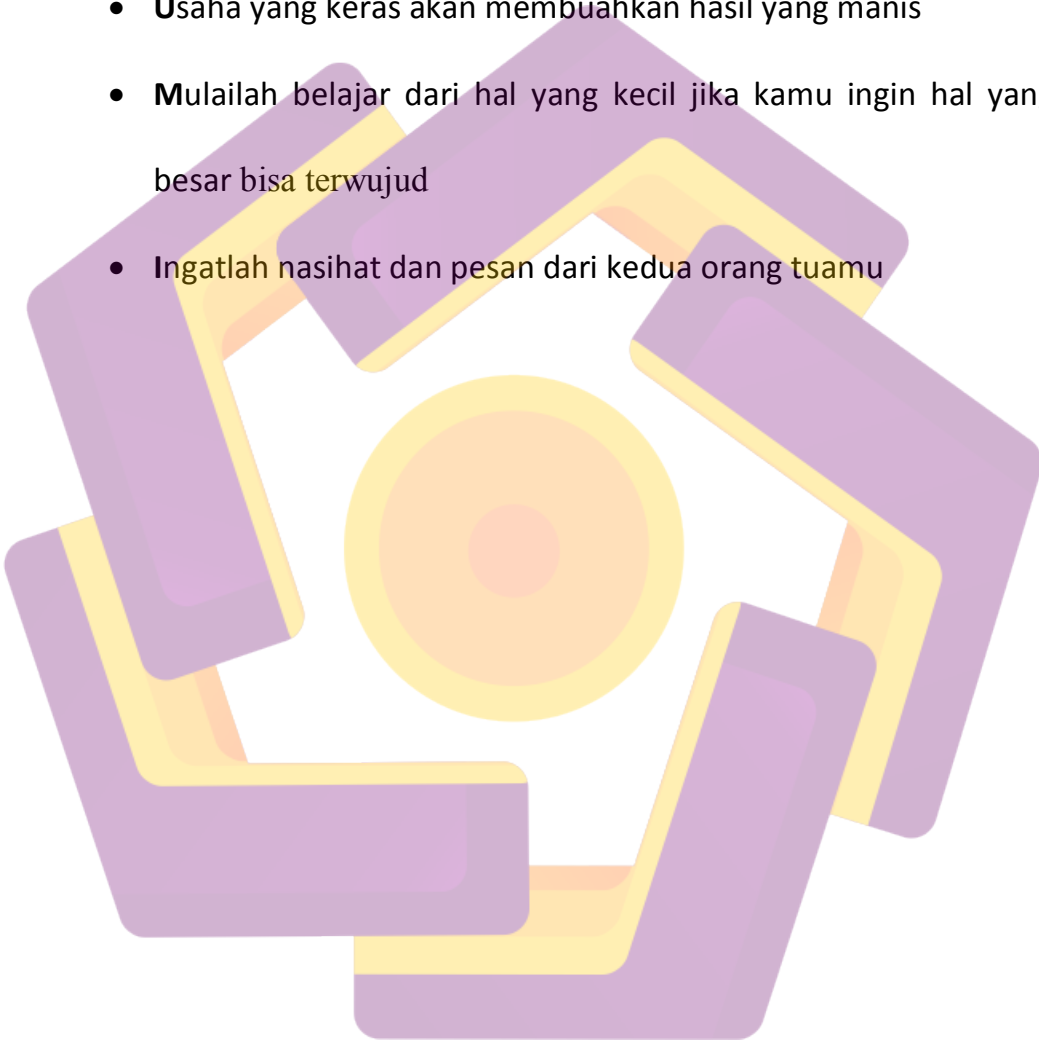 • Usaha yang keras akan membuahkan hasil yang manis
• Mulailah belajar dari hal yang kecil jika kamu ingin hal yan
besar bisa terwujud
• Ingatlah nasihat dan pesan dari kedua orang tuamu